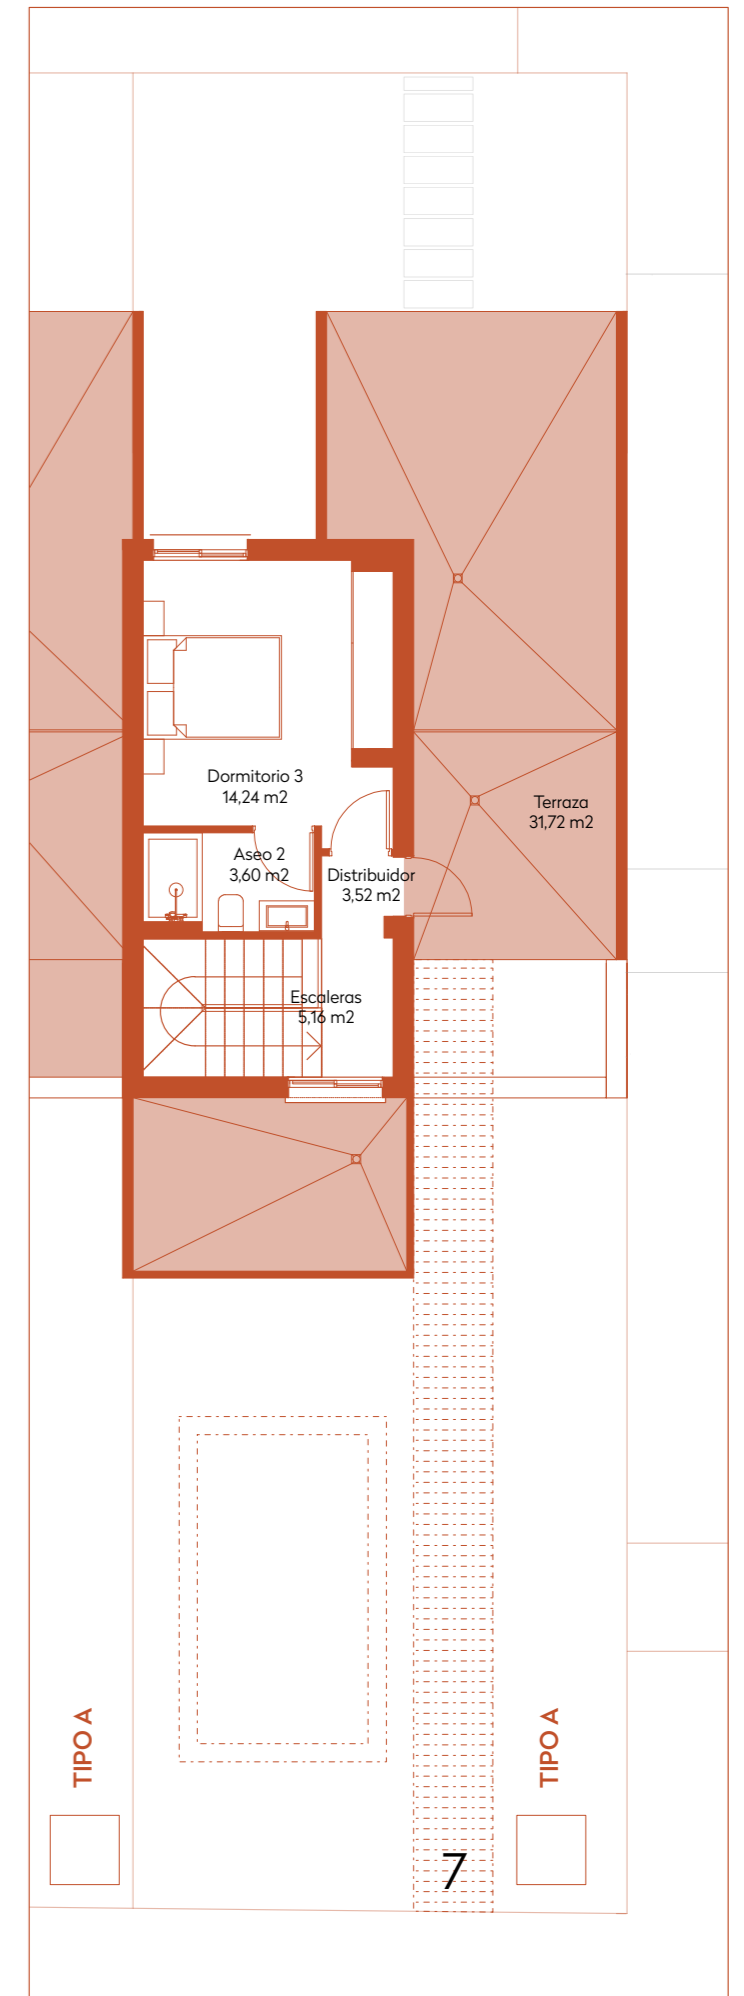 Dormitorio 3
14,24 m2
Terraza
31,72 m2
Aseo 2
3,60 m2
Distribuidor
3,52 m2
Escaleras
5,16 m2
TIPO A
TIPO A
7